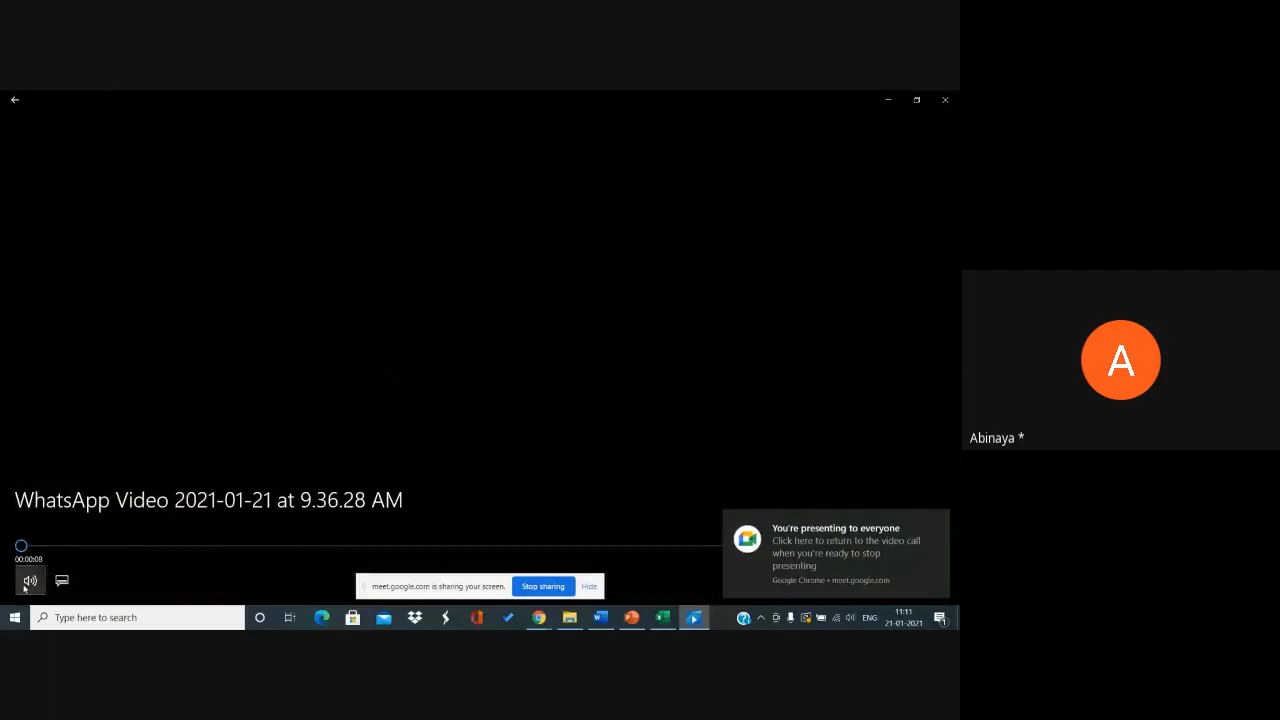 WhatsApp Video 2021-01-21 at 9.36.28 AM
00:00:09
You're presenting to everyone
Click here to return to the video call
when you're ready to stop
presenting
Google Chrome • meet.google.com
meet.google.com is sharing your screen.
Stop sharing
Hide
Type here to search
ENG
11:11
21-01-2021
1
A
Abinaya *